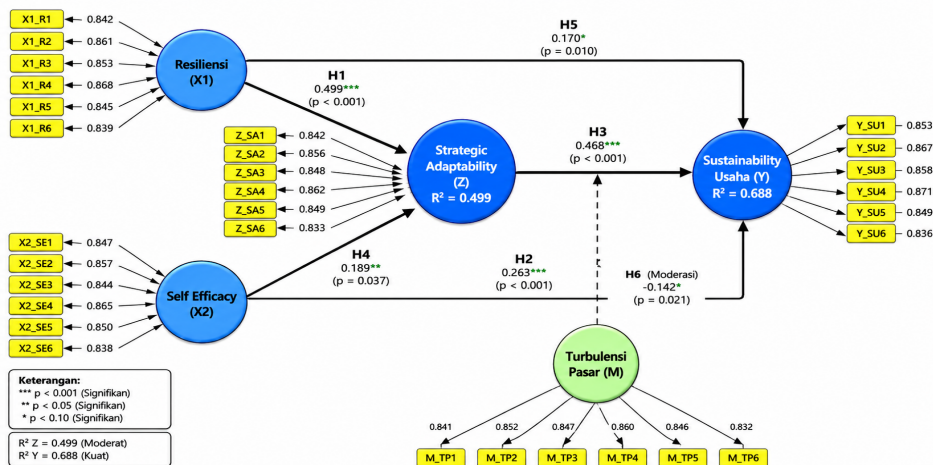 X1_R1 0.842
X1_R2 0.861
X1_R3 0.853
X1_R4 0.868
X1_R5 0.845
X1_R6 0.839
Resiliensi
(X1)
H5
0.170*
(p = 0.010)
H1
0.499***
(p < 0.001)
Z_SA1 0.842
Z_SA2 0.856
Z_SA3 0.848
Z_SA4 0.862
Z_SA5 0.849
Z_SA6 0.833
Strategic
Adaptability
(Z)
R² = 0.499
H3
0.468***
(p < 0.001)
Sustainability
Usaha (Y)
R² = 0.688
Y_SU1 0.853
Y_SU2 0.867
Y_SU3 0.858
Y_SU4 0.871
Y_SU5 0.849
Y_SU6 0.836
X2_SE1 0.847
X2_SE2 0.857
X2_SE3 0.844
X2_SE4 0.865
X2_SE5 0.850
X2_SE6 0.838
Self Efficacy
(X2)
H4
0.189**
(p = 0.037)
H2
0.263***
(p < 0.001)
H6 (Moderasi)
-0.142*
(p = 0.021)
Turbulensi
Pasar (M)
0.841 0.852 0.847 0.860 0.846 0.832
M_TP1 M_TP2 M_TP3 M_TP4 M_TP5 M_TP6
Keterangan:
*** p < 0.001 (Signifikan)
** p < 0.05 (Signifikan)
* p < 0.10 (Signifikan)
R² Z = 0.499 (Moderat)
R² Y = 0.688 (Kuat)